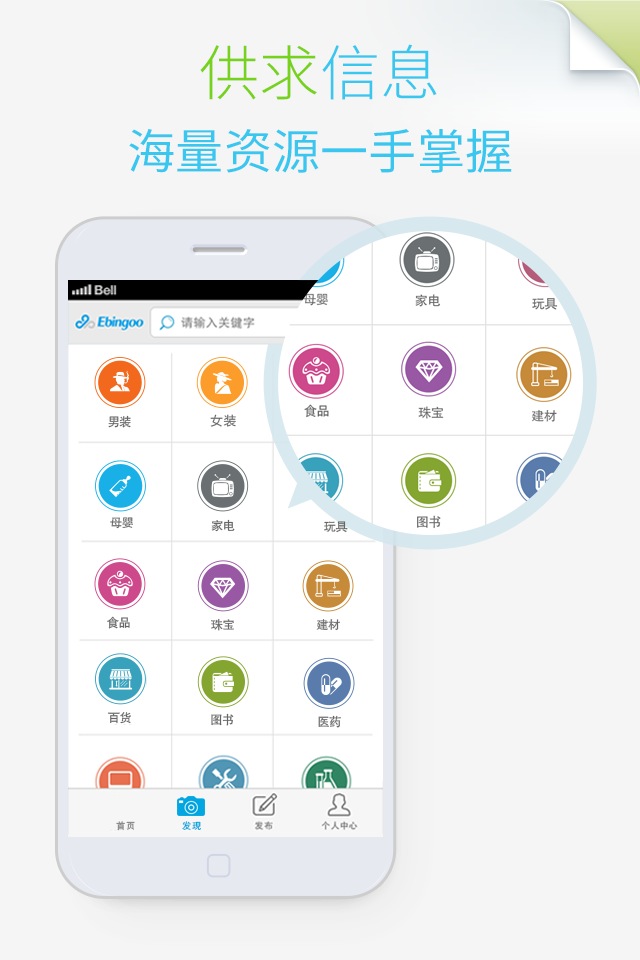 供求信息
海量资源一手掌握
Bell
Ebingoo 请输入关键字
男装 女装
母婴 家电 玩具
食品 珠宝 建材
百货 图书 医药
首页 发現 发布 个人中心
母婴 家电 玩具
食品 珠宝 建材
图书